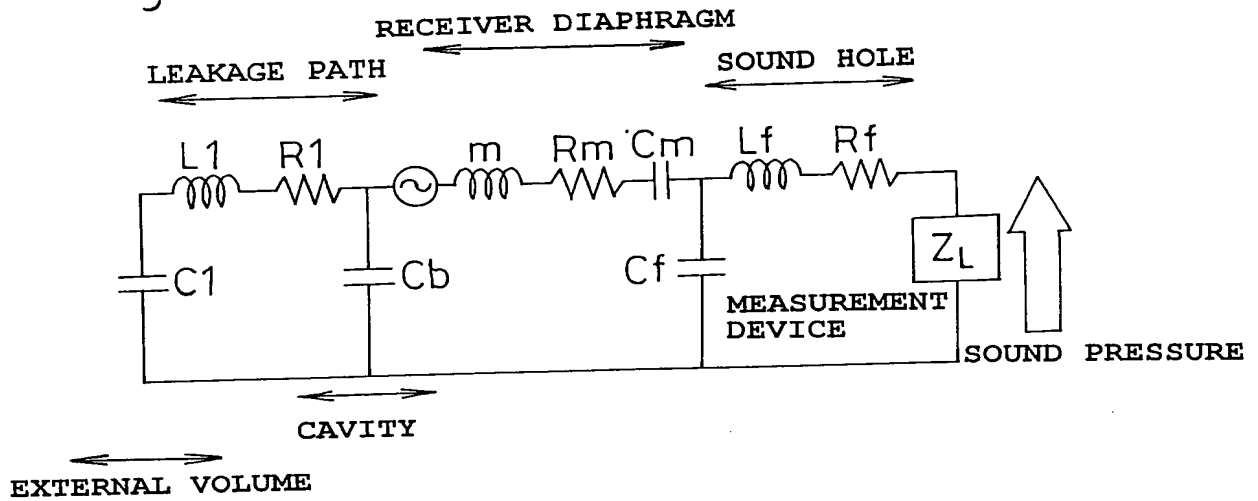 RECEIVER DIAPHRAGM
LEAKAGE PATH
SOUND HOLE
L1 R1 m Rm Cm Lf Rf
C1 Cb Cf ZL
MEASUREMENT
DEVICE
SOUND PRESSURE
CAVITY
EXTERNAL VOLUME